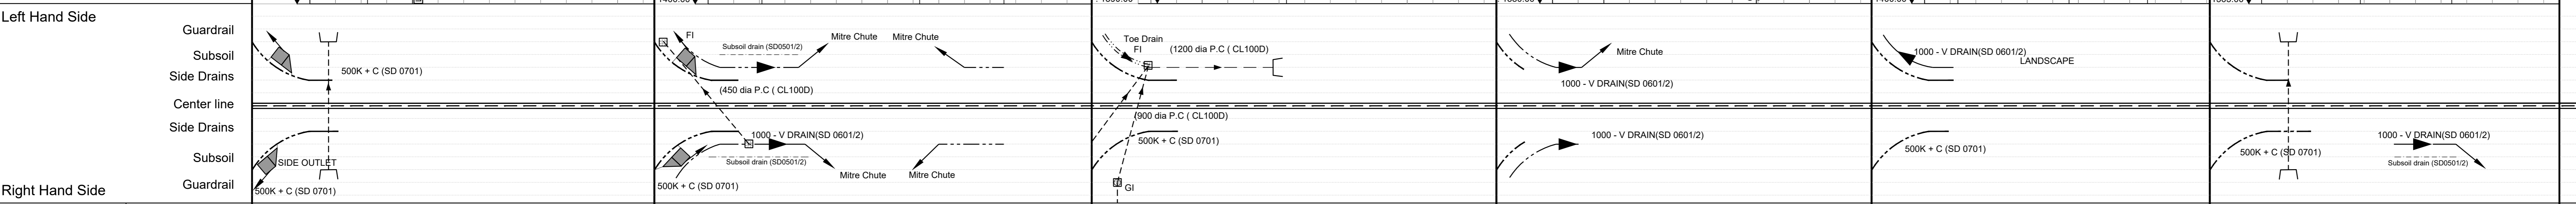 Left Hand Side
Guardrail
Subsoil
Side Drains
Center line
Side Drains
Subsoil
Guardrail
Right Hand Side
500K + C (SD 0701)
SIDE OUTLET
500K + C (SD 0701)
FI
Subsoil drain (SD0501/2)
Mitre Chute
Mitre Chute
(450 dia P.C ( CL100D)
1000 - V DRAIN(SD 0601/2)
Subsoil drain (SD0501/2)
Mitre Chute
Mitre Chute
500K + C (SD 0701)
Toe Drain
FI
(1200 dia P.C ( CL100D)
(900 dia P.C ( CL100D)
500K + C (SD 0701)
GI
Mitre Chute
1000 - V DRAIN(SD 0601/2)
1000 - V DRAIN(SD 0601/2)
1000 - V DRAIN(SD 0601/2)
LANDSCAPE
500K + C (SD 0701)
500K + C (SD 0701)
1000 - V DRAIN(SD 0601/2)
Subsoil drain (SD0501/2)